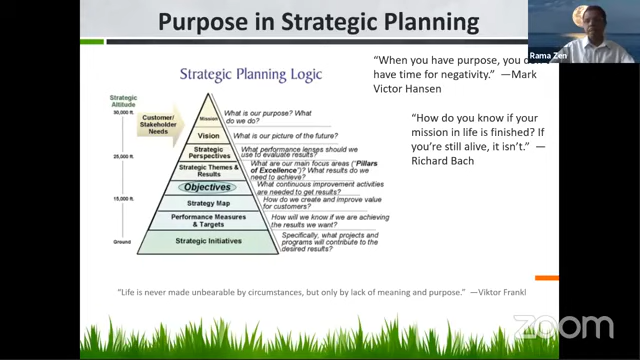 Purpose in Strategic Planning
Rama Zen
Strategic Planning Logic
Strategic
Altitude
90,000 ft.
25,000 ft.
15,000 ft.
Ground
Customer/
Stakeholder
Needs
Mission
What is our purpose? What
do we do?
Vision
What is our picture of the future?
Strategic
Perspectives
What performance lenses should we
use to evaluate results?
Strategic Themes &
Results
What are our main focus areas (“Pillars
of Excellence”)? What results do we
need to achieve?
Objectives
What continuous improvement activities
are needed to get results?
Strategy Map
How do we create and improve value
for customers?
Performance Measures
& Targets
How will we know if we are achieving
the results we want?
Strategic Initiatives
Specifically, what projects and
programs will contribute to the
desired results?
“When you have purpose, you
have time for negativity.” —Mark
Victor Hansen
“How do you know if your
mission in life is finished? If
you’re still alive, it isn’t.” —
Richard Bach
“Life is never made unbearable by circumstances, but only by lack of meaning and purpose.” —Viktor Frankl
zoom